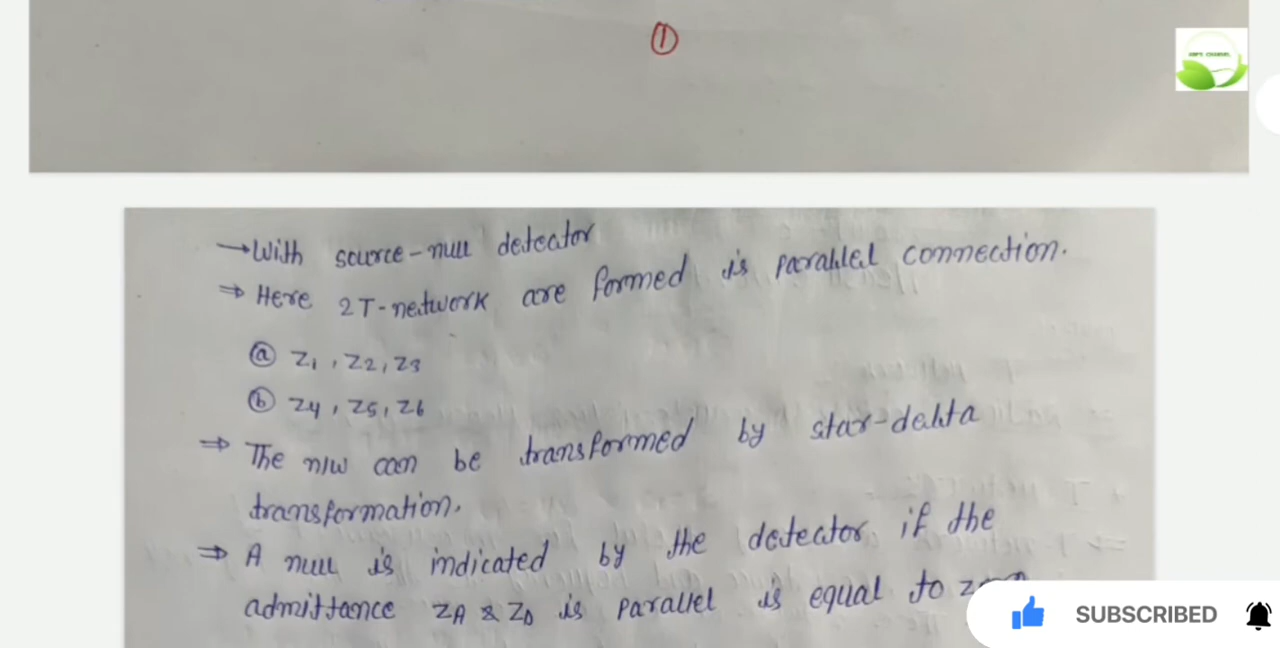 ①
→ With source-null detector
⇒ Here 2T-network are formed is parallel connection.
ⓐ Z1, Z2, Z3
ⓑ Z4, Z5, Z6
⇒ The n/w can be transformed by star-delta
transformation.
⇒ A null is indicated by the detector if the
admittance ZA & ZD is parallel is equal to
SUBSCRIBED